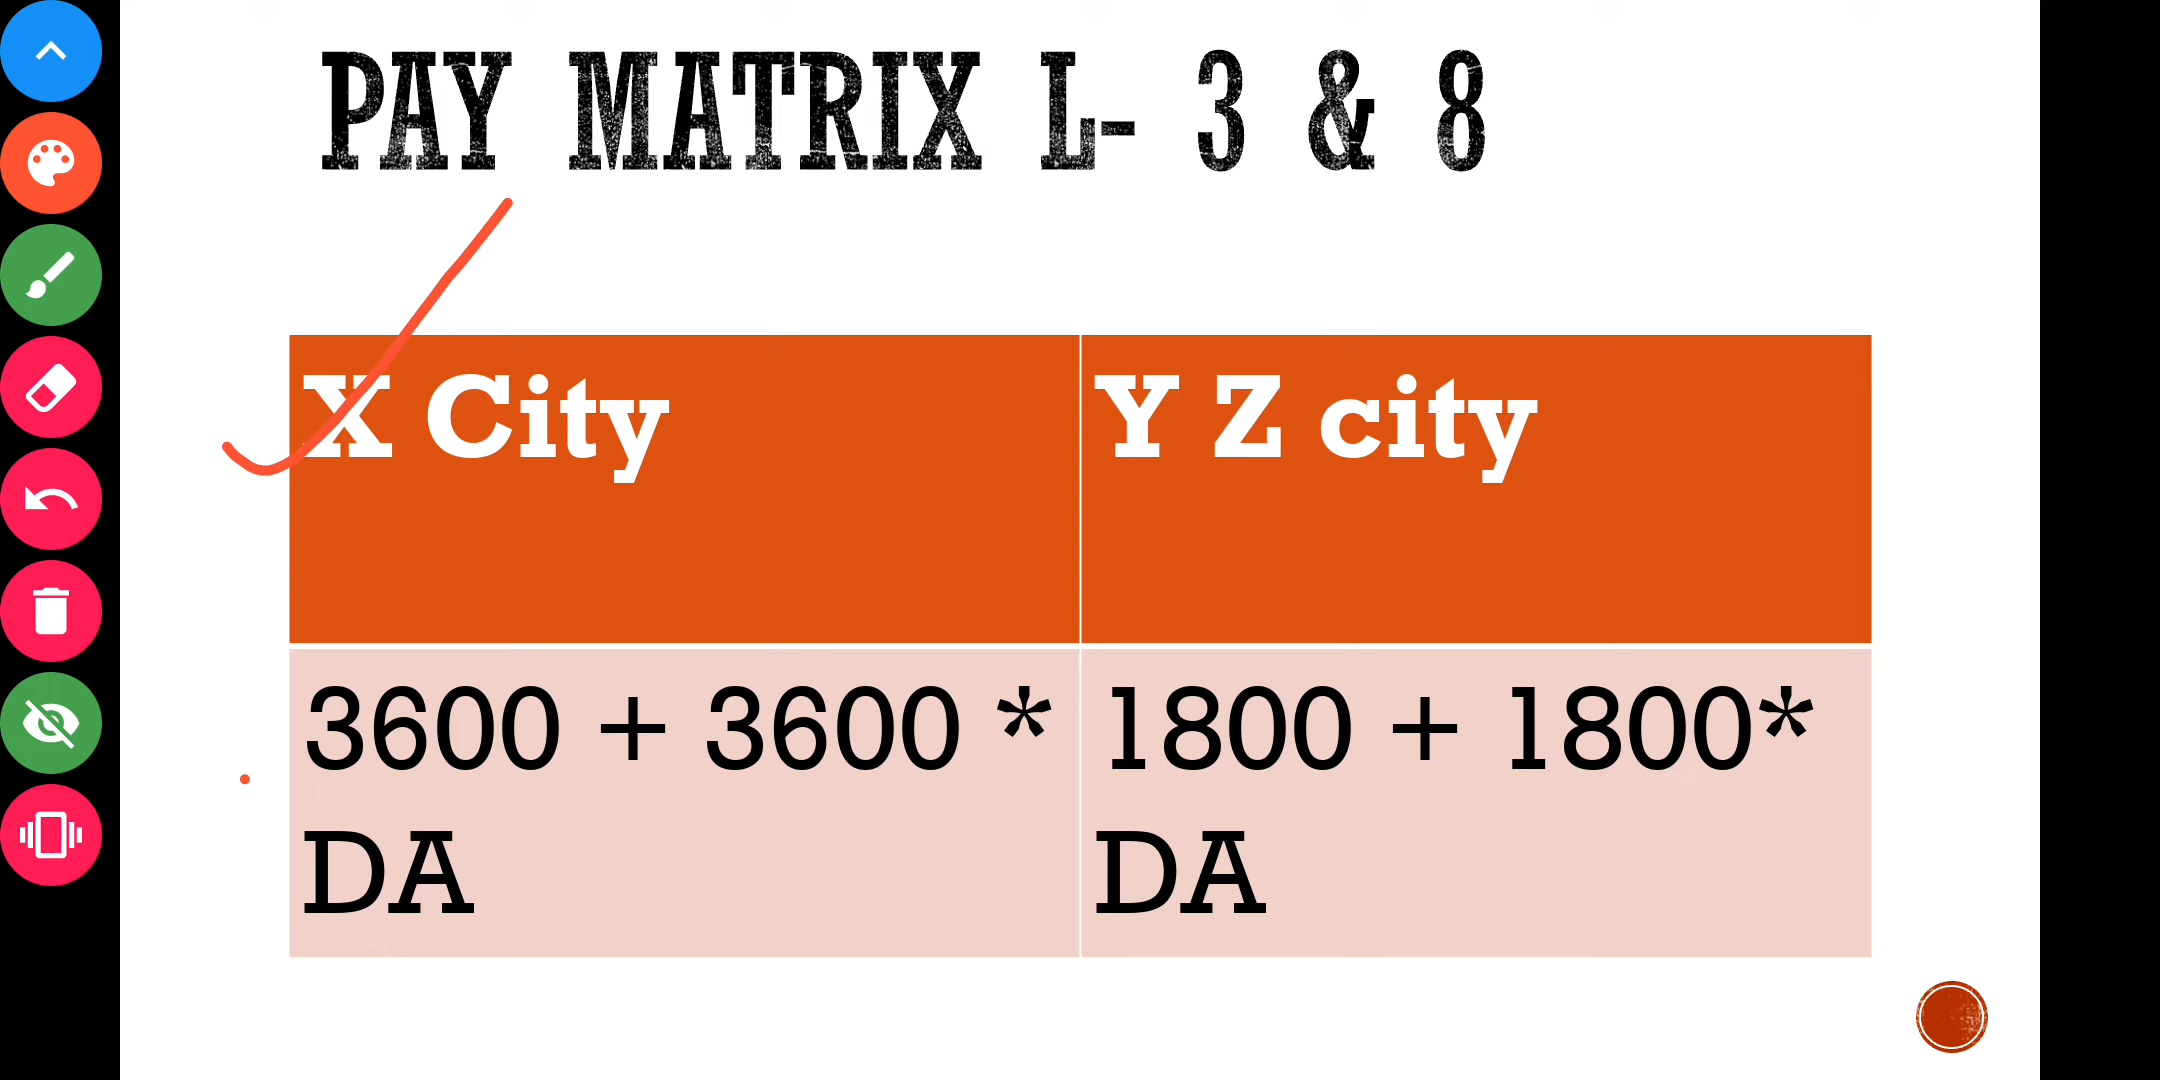 PAY MATRIX L- 3 & 8
X City
Y Z city
3600 + 3600 *
DA
1800 + 1800*
DA